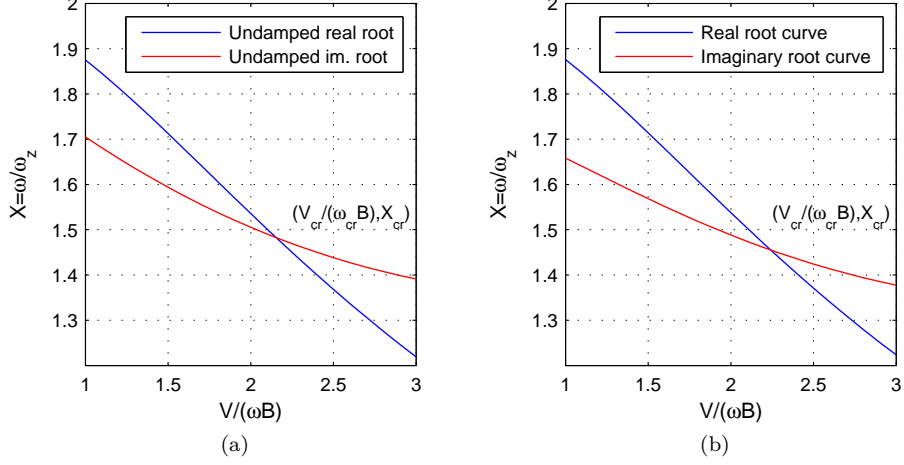 2
1.9
1.8
1.7
1.6
1.5
1.4
1.3
1
1.5
2
2.5
3
X=ω/ω_z
V/(ωB)
Undamped real root
Undamped im. root
(V_cr/(ω_cr B),X_cr)
(a)
2
1.9
1.8
1.7
1.6
1.5
1.4
1.3
1
1.5
2
2.5
3
X=ω/ω_z
V/(ωB)
Real root curve
Imaginary root curve
(V_cr/(ω_cr B),X_cr)
(b)